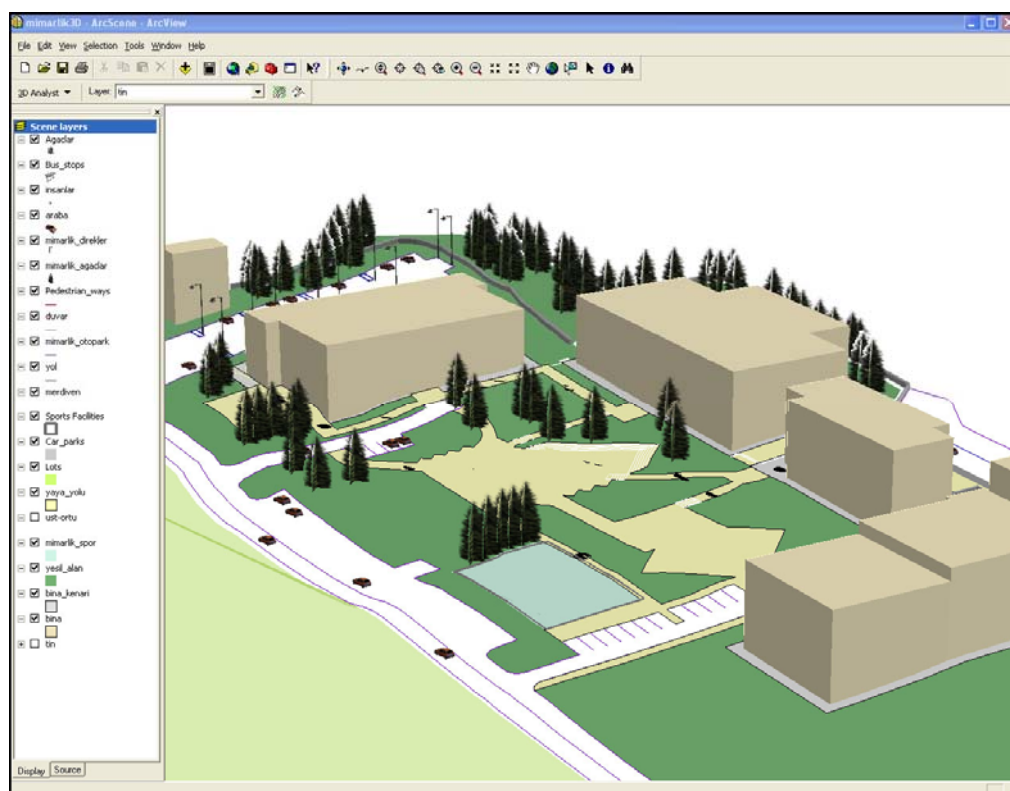 mimarlik3D - ArcScene - ArcView
File Edit View Selection Tools Window Help
3D Analyst Layer: tin
Scene layers
Agadar
Bus_stops
insanlar
araba
mimarlik_direkler
mimarlik_agadar
Pedestrian_ways
duvar
mimarlik_otopark
yol
merdiven
Sports Facilities
Car_parks
Lots
yaya_yolu
ust-ortu
mimarlik_spor
yesil_alan
bina_kenari
bina
tin
Display Source